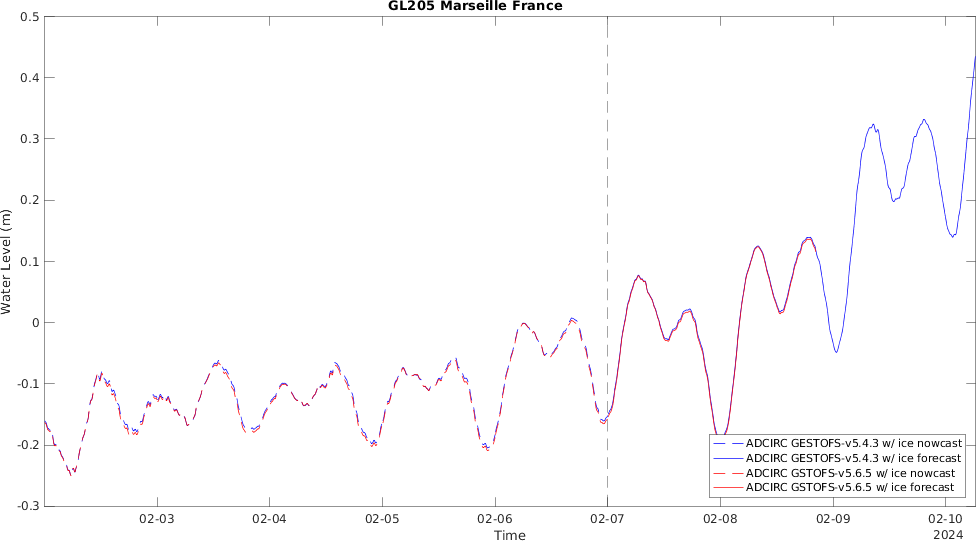 GL205 Marseille France
0.5
0.4
0.3
0.2
0.1
0
-0.1
-0.2
-0.3
Water Level (m)
02-03
02-04
02-05
02-06
02-07
02-08
02-09
02-10
Time
2024
ADCIRC GESTOFS-v5.4.3 w/ ice nowcast
ADCIRC GESTOFS-v5.4.3 w/ ice forecast
ADCIRC GSTOFS-v5.6.5 w/ ice nowcast
ADCIRC GSTOFS-v5.6.5 w/ ice forecast